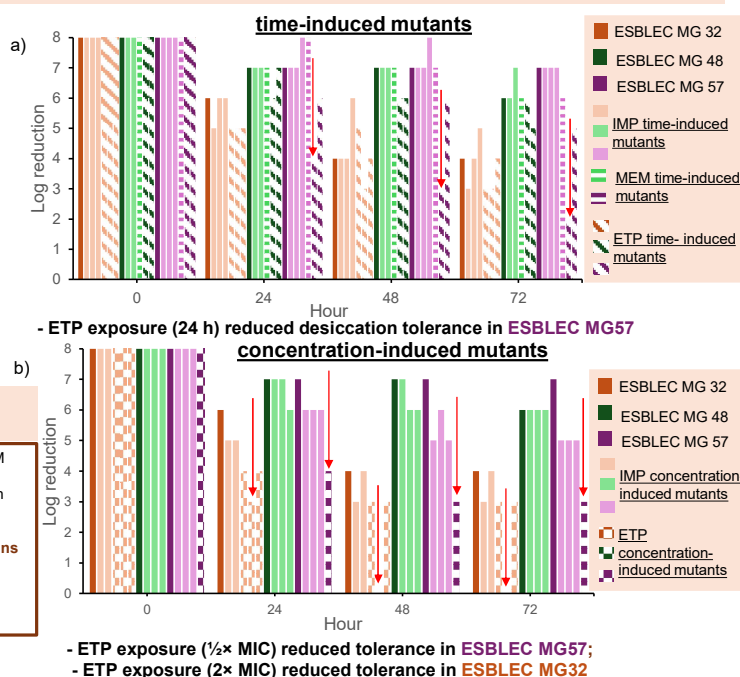 time-induced mutants
a)
8
7
6
5
4
3
2
1
0
Log reduction
0
24
48
72
Hour
ESBLEC MG 32
ESBLEC MG 48
ESBLEC MG 57
IMP time-induced
mutants
MEM time-induced
mutants
ETP time- induced
mutants
- ETP exposure (24 h) reduced desiccation tolerance in ESBLEC MG57
b)
concentration-induced mutants
8
7
6
5
4
3
2
1
0
Log reduction
0
24
48
72
Hour
ESBLEC MG 32
ESBLEC MG 48
ESBLEC MG 57
IMP concentration
induced mutants
ETP
concentration-
induced mutants
- ETP exposure (½× MIC) reduced tolerance in ESBLEC MG57;
- ETP exposure (2× MIC) reduced tolerance in ESBLEC MG32